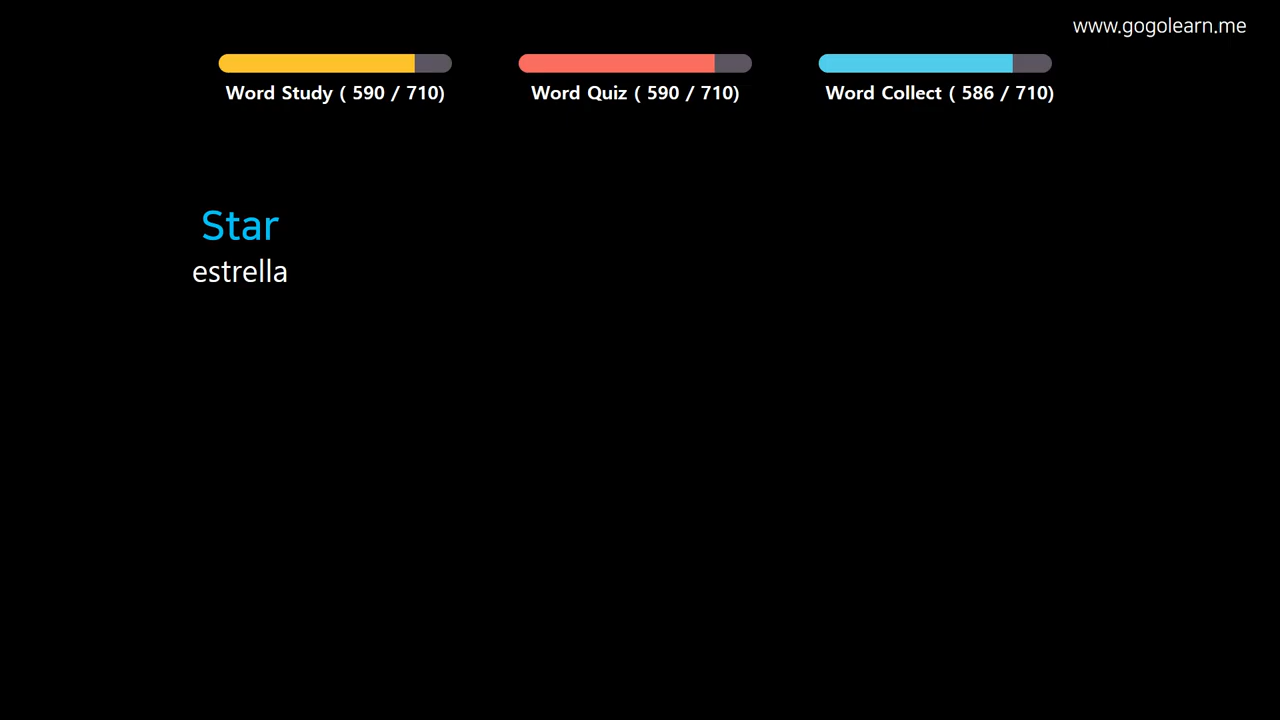 www.gogolearn.me
Word Study ( 590 / 710)
Word Quiz ( 590 / 710)
Word Collect ( 586 / 710)
Star
estrella